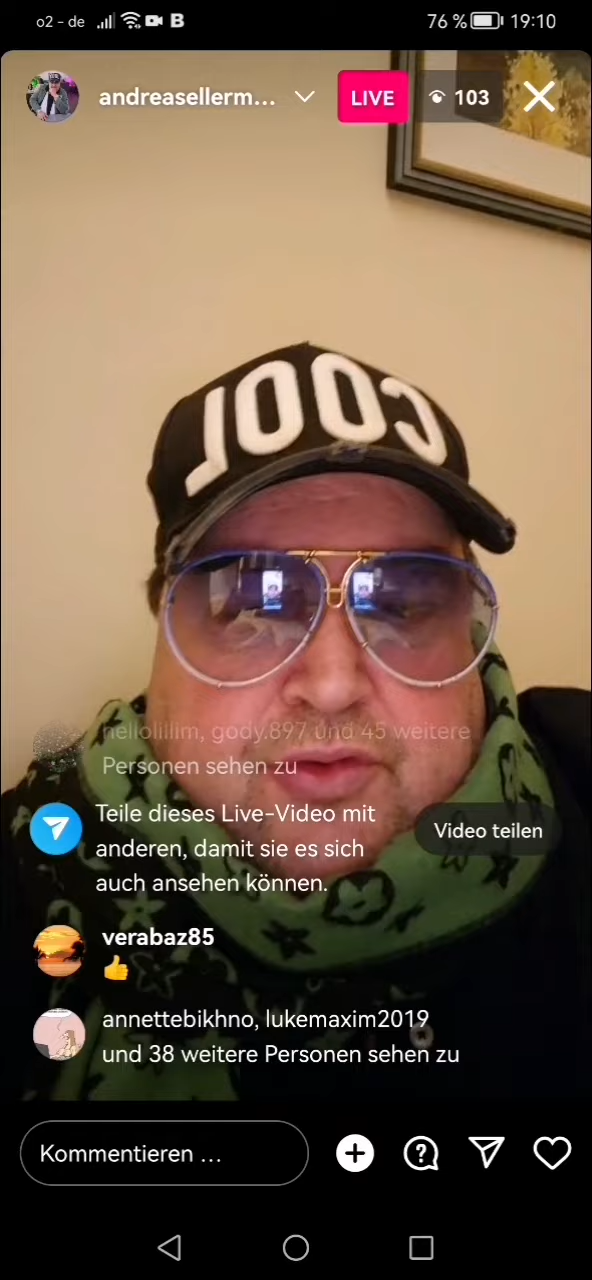 o2 - de
76 %
19:10
andreasellerm...
LIVE
103
COOL
hellolillim, gody.897 und 45 weitere
Personen sehen zu
Teile dieses Live-Video mit
anderen, damit sie es sich
auch ansehen können.
Video teilen
verabaz85
annettebikhno, lukemaxim2019
und 38 weitere Personen sehen zu
Kommentieren ...